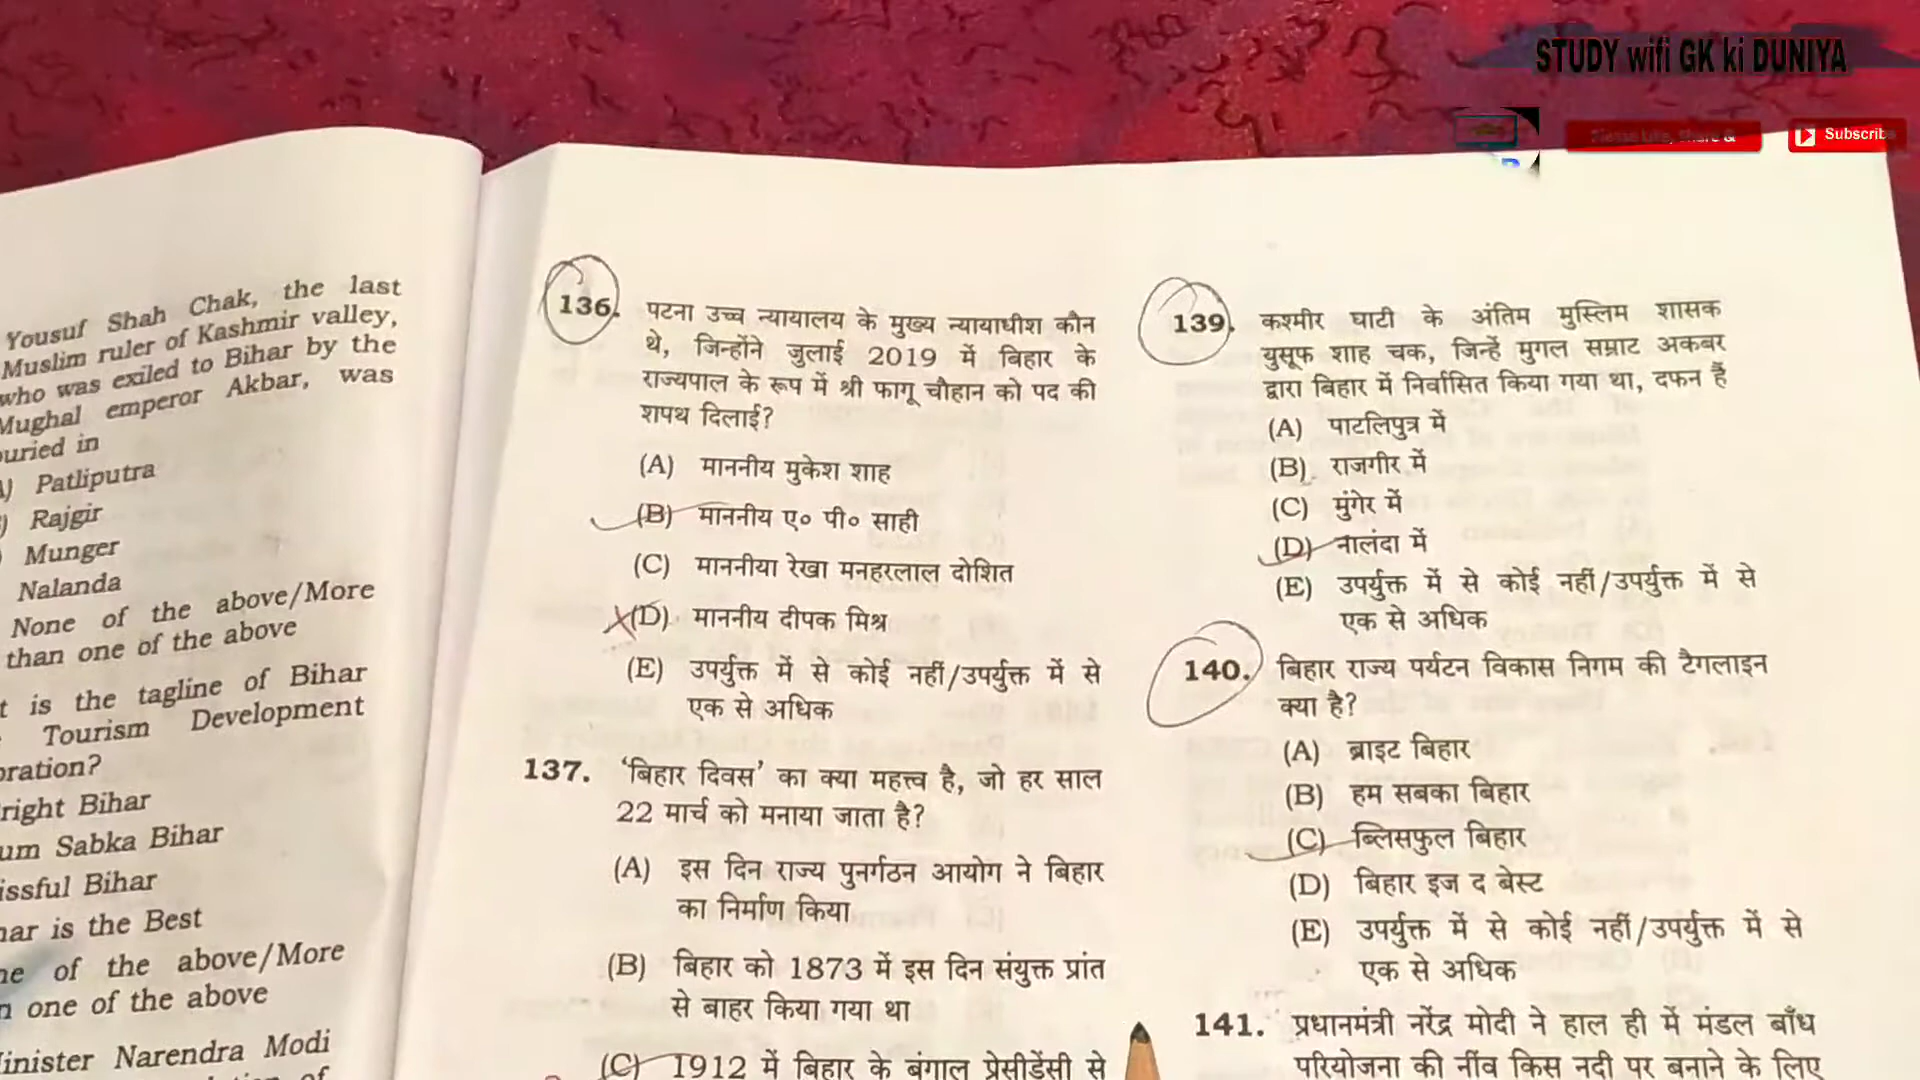 STUDY wifi GK ki DUNIYA
Subscribe
Yousuf Shah Chak, the last
Muslim ruler of Kashmir valley,
who was exiled to Bihar by the
Mughal emperor Akbar, was
buried in
Patliputra
Rajgir
Munger
Nalanda
None of the above/More
than one of the above
is the tagline of Bihar
Tourism Development
oration?
right Bihar
um Sabka Bihar
issful Bihar
ar is the Best
ne of the above/More
n one of the above
inister Narendra Modi
of
136. पटना उच्च न्यायालय के मुख्य न्यायाधीश कौन
थे, जिन्होंने जुलाई 2019 में बिहार के
राज्यपाल के रूप में श्री फागू चौहान को पद की
शपथ दिलाई?
(A) माननीय मुकेश शाह
(B) माननीय ए० पी० साही
(C) माननीया रेखा मनहरलाल दोशित
(D) माननीय दीपक मिश्र
(E) उपर्युक्त में से कोई नहीं/उपर्युक्त में से
एक से अधिक
137. 'बिहार दिवस' का क्या महत्त्व है, जो हर साल
22 मार्च को मनाया जाता है?
(A) इस दिन राज्य पुनर्गठन आयोग ने बिहार
का निर्माण किया
(B) बिहार को 1873 में इस दिन संयुक्त प्रांत
से बाहर किया गया था
(C) 1912 में बिहार के बंगाल प्रेसीडेंसी से
139. कश्मीर घाटी के अंतिम मुस्लिम शासक
युसूफ शाह चक, जिन्हें मुगल सम्राट अकबर
द्वारा बिहार में निर्वासित किया गया था, दफन हैं
(A) पाटलिपुत्र में
(B) राजगीर में
(C) मुंगेर में
(D) नालंदा में
(E) उपर्युक्त में से कोई नहीं/उपर्युक्त में से
एक से अधिक
140. बिहार राज्य पर्यटन विकास निगम की टैगलाइन
क्या है?
(A) ब्राइट बिहार
(B) हम सबका बिहार
(C) ब्लिसफुल बिहार
(D) बिहार इज द बेस्ट
(E) उपर्युक्त में से कोई नहीं/उपर्युक्त में से
एक से अधिक
141. प्रधानमंत्री नरेंद्र मोदी ने हाल ही में मंडल बाँध
परियोजना की नींव किस नदी पर बनाने के लिए